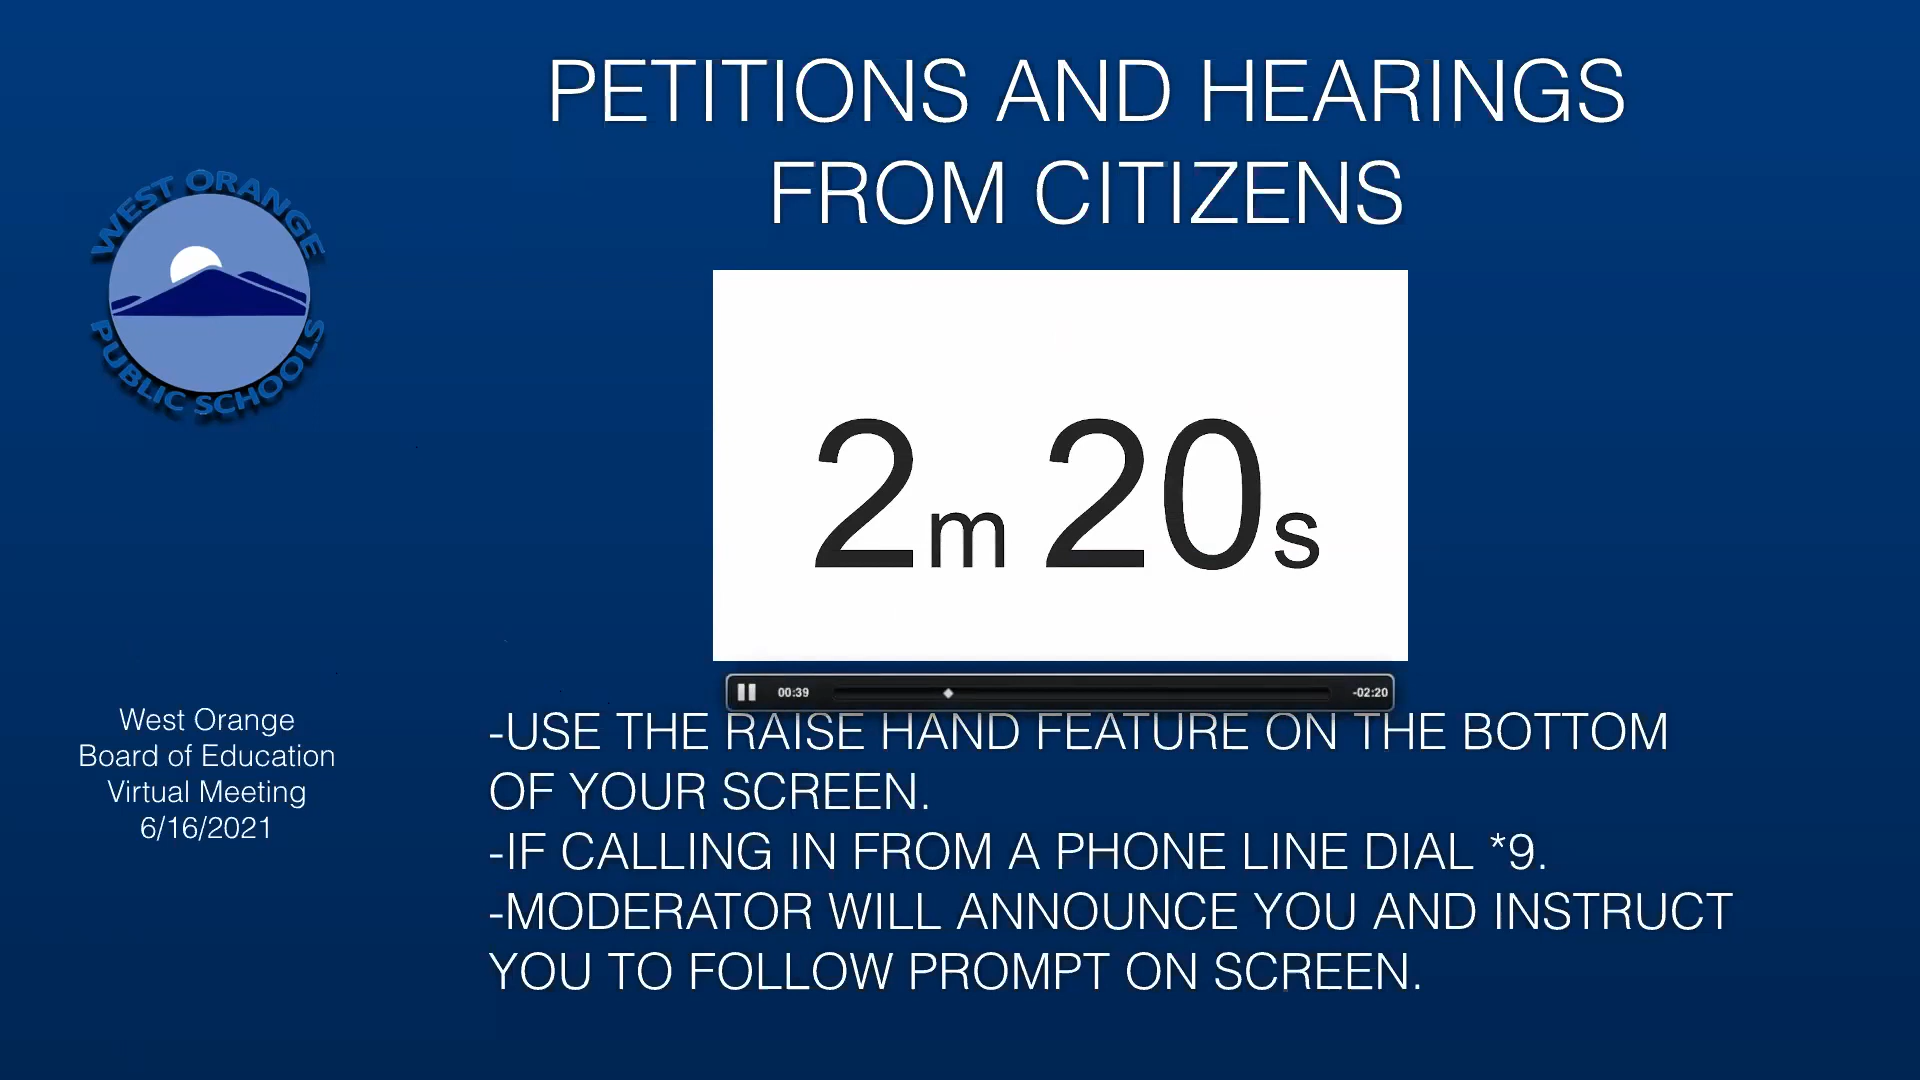 PETITIONS AND HEARINGS
FROM CITIZENS
WEST ORANGE
PUBLIC SCHOOLS
2m 20s
00:39
-02:20
West Orange
Board of Education
Virtual Meeting
6/16/2021
-USE THE RAISE HAND FEATURE ON THE BOTTOM
OF YOUR SCREEN.
-IF CALLING IN FROM A PHONE LINE DIAL *9.
-MODERATOR WILL ANNOUNCE YOU AND INSTRUCT
YOU TO FOLLOW PROMPT ON SCREEN.